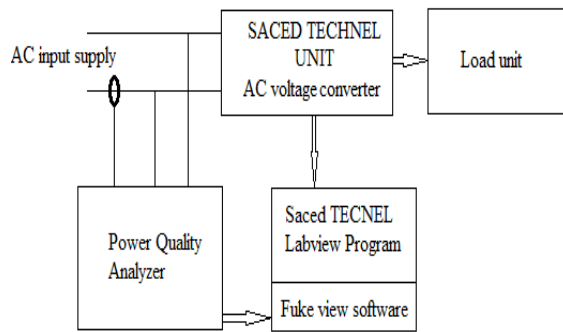 AC input supply
SACED TECHNEL
UNIT
AC voltage converter
Load unit
Power Quality
Analyzer
Saced TECNEL
Labview Program
Fuke view software